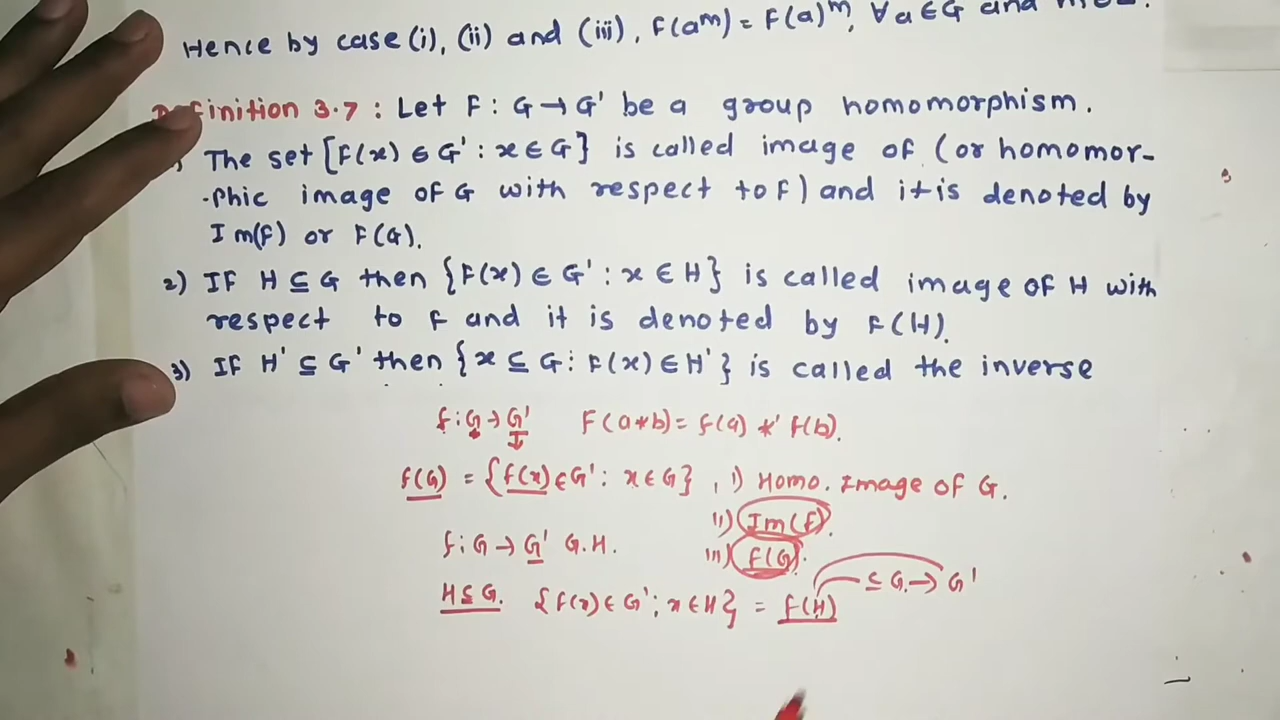 Hence by case (i), (ii) and (iii), F(aᵐ) = F(a)ᵐ, ∀ a ∈ G and
Definition 3.7 : Let F : G → G' be a group homomorphism.
The set [F(x) ∈ G' : x ∈ G} is called image of (or homomor-
-phic image of G with respect to F) and it is denoted by
Im(F) or F(G).
2) IF H ⊆ G then {F(x) ∈ G' : x ∈ H} is called image of H with
respect to F and it is denoted by F(H).
3) IF H' ⊆ G' then {x ⊆ G : F(x) ∈ H'} is called the inverse
f : G → G' F(a*b) = f(a) *' f(b).
f(G) = {f(x) ∈ G' : x ∈ G} , i) Homo. Image of G.
ii) Im(F).
f : G → G' G.H.
iii) F(G).
⊆ G → G'
H ⊆ G. {F(x) ∈ G' ; x ∈ H} = f(H)